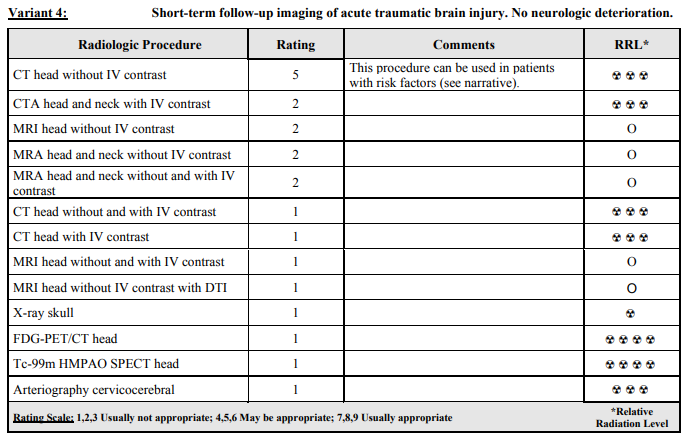 Variant 4: Short-term follow-up imaging of acute traumatic brain injury. No neurologic deterioration.
Radiologic Procedure Rating Comments RRL*
CT head without IV contrast 5 This procedure can be used in patients with risk factors (see narrative). ☢ ☢ ☢
CTA head and neck with IV contrast 2 ☢ ☢ ☢
MRI head without IV contrast 2 O
MRA head and neck without IV contrast 2 O
MRA head and neck without and with IV contrast 2 O
CT head without and with IV contrast 1 ☢ ☢ ☢
CT head with IV contrast 1 ☢ ☢ ☢
MRI head without and with IV contrast 1 O
MRI head without IV contrast with DTI 1 O
X-ray skull 1 ☢
FDG-PET/CT head 1 ☢ ☢ ☢ ☢
Tc-99m HMPAO SPECT head 1 ☢ ☢ ☢ ☢
Arteriography cervicocerebral 1 ☢ ☢ ☢
Rating Scale: 1,2,3 Usually not appropriate; 4,5,6 May be appropriate; 7,8,9 Usually appropriate *Relative Radiation Level